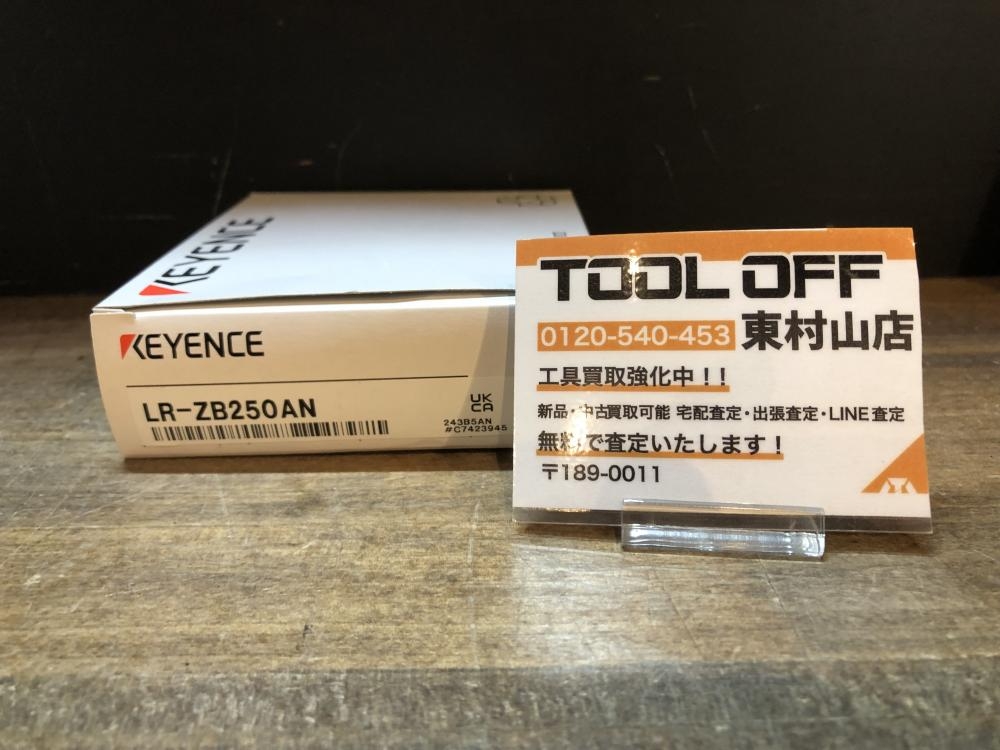 KEYENCE
KEYENCE
LR-ZB250AN
UK
CA
243B5AN
#C7423945
TOOL OFF
0120-540-453 東村山店
工具買取強化中！！
新品・中古買取可能 宅配査定・出張査定・LINE査定
無料で査定いたします！
〒189-0011